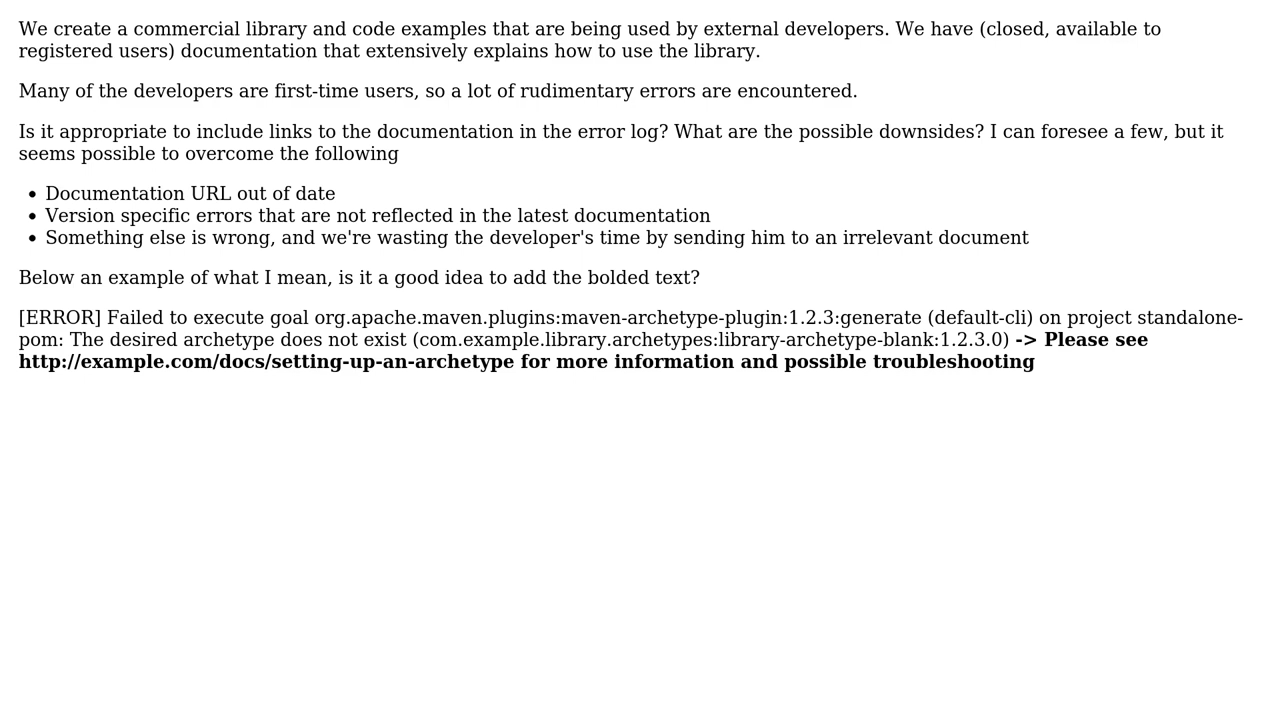 We create a commercial library and code examples that are being used by external developers. We have (closed, available to
registered users) documentation that extensively explains how to use the library.
Many of the developers are first-time users, so a lot of rudimentary errors are encountered.
Is it appropriate to include links to the documentation in the error log? What are the possible downsides? I can foresee a few, but it
seems possible to overcome the following
• Documentation URL out of date
• Version specific errors that are not reflected in the latest documentation
• Something else is wrong, and we're wasting the developer's time by sending him to an irrelevant document
Below an example of what I mean, is it a good idea to add the bolded text?
[ERROR] Failed to execute goal org.apache.maven.plugins:maven-archetype-plugin:1.2.3:generate (default-cli) on project standalone-
pom: The desired archetype does not exist (com.example.library.archetypes:library-archetype-blank:1.2.3.0) -> Please see
http://example.com/docs/setting-up-an-archetype for more information and possible troubleshooting